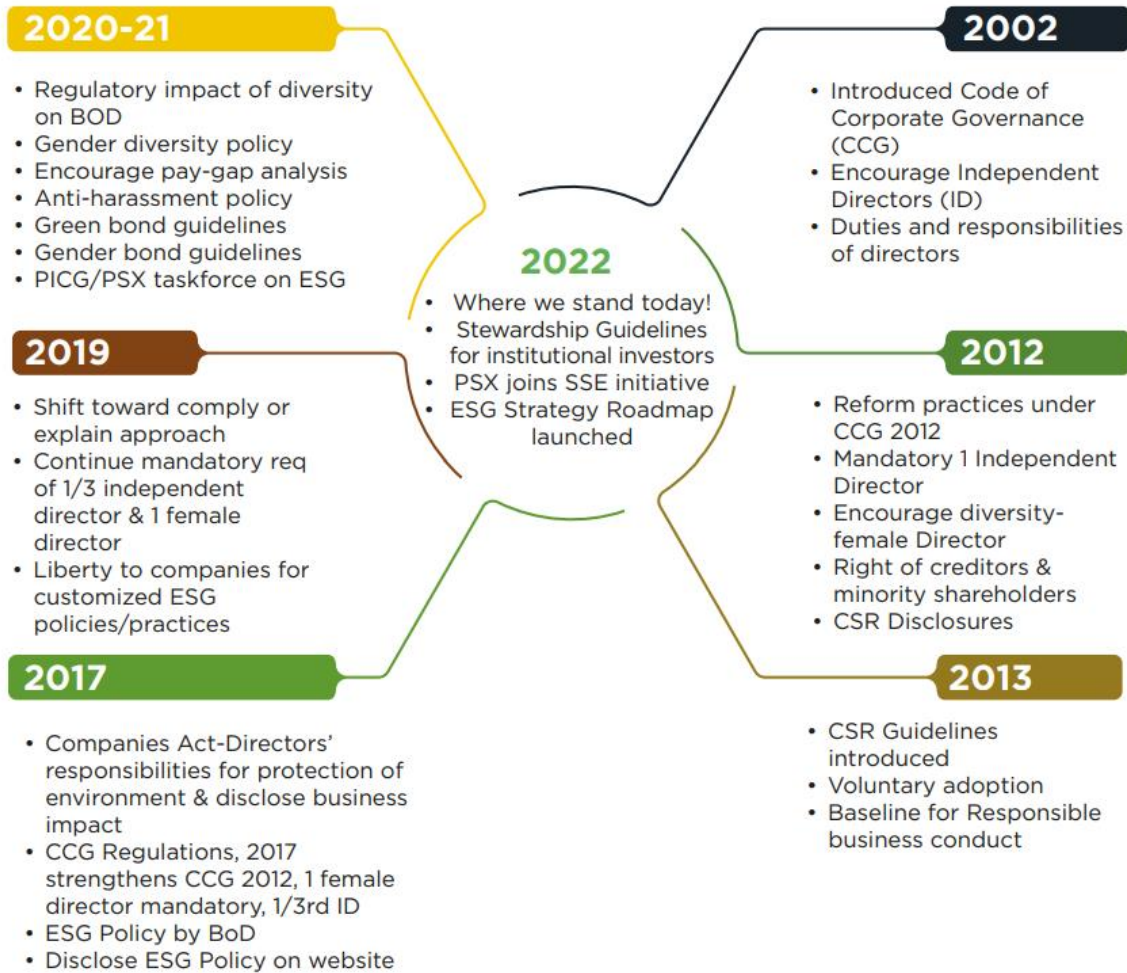 2020-21
• Regulatory impact of diversity
on BOD
• Gender diversity policy
• Encourage pay-gap analysis
• Anti-harassment policy
• Green bond guidelines
• Gender bond guidelines
• PICG/PSX taskforce on ESG
2002
• Introduced Code of
Corporate Governance
(CCG)
• Encourage Independent
Directors (ID)
• Duties and responsibilities
of directors
2022
• Where we stand today!
• Stewardship Guidelines
for institutional investors
• PSX joins SSE initiative
• ESG Strategy Roadmap
launched
2019
• Shift toward comply or
explain approach
• Continue mandatory req
of 1/3 independent
director & 1 female
director
• Liberty to companies for
customized ESG
policies/practices
2012
• Reform practices under
CCG 2012
• Mandatory 1 Independent
Director
• Encourage diversity-
female Director
• Right of creditors &
minority shareholders
• CSR Disclosures
2017
• Companies Act-Directors’
responsibilities for protection of
environment & disclose business
impact
• CCG Regulations, 2017
strengthens CCG 2012, 1 female
director mandatory, 1/3rd ID
• ESG Policy by BoD
• Disclose ESG Policy on website
2013
• CSR Guidelines
introduced
• Voluntary adoption
• Baseline for Responsible
business conduct